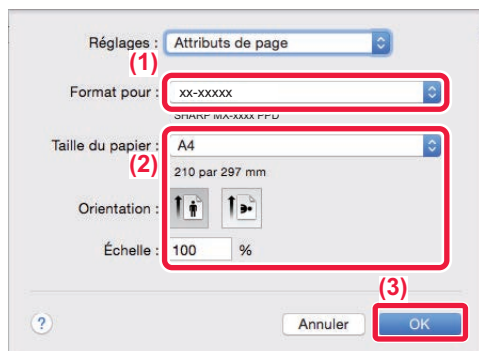 Réglages : Attributs de page
(1)
Format pour : xx-xxxxx
SHARP MX-xxxx PPD
Taille du papier : A4
(2)
210 par 297 mm
Orientation :
Échelle : 100 %
(3)
? Annuler OK